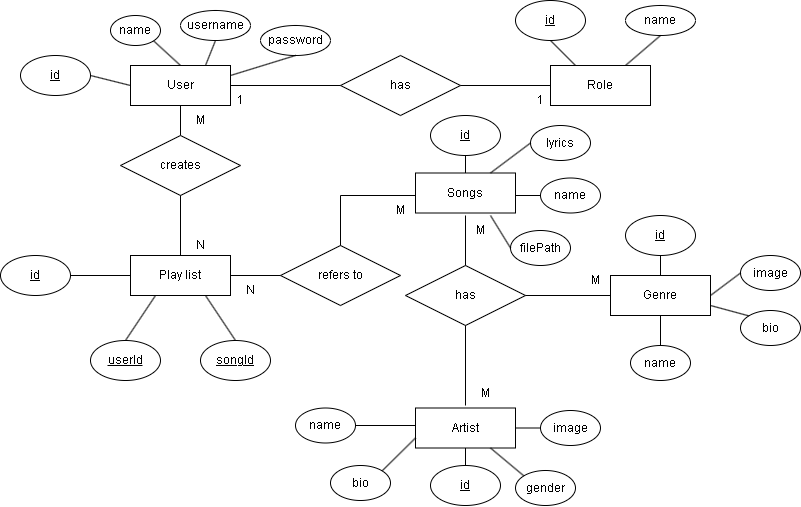 name
username
password
id
name
id
User
has
Role
1
1
M
creates
id
lyrics
Songs
name
M
M
filePath
N
id
Play list
N
refers to
has
M
id
Genre
image
bio
name
userId
songId
M
name
Artist
image
bio
id
gender